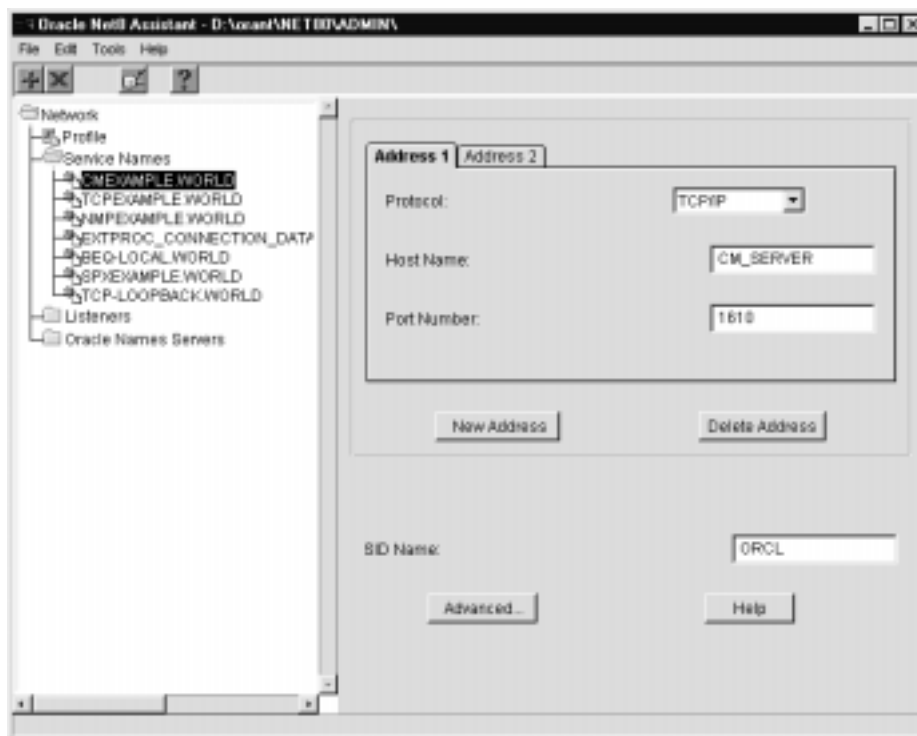 Oracle Net8 Assistant - D:\orant\NET80\ADMIN\
File Edit Tools Help
Network
Profile
Service Names
CMEXAMPLE.WORLD
TCPEXAMPLE.WORLD
NMPEXAMPLE.WORLD
EXTPROC_CONNECTION_DATA
BEQ-LOCAL.WORLD
SPXEXAMPLE.WORLD
TCP-LOOPBACK.WORLD
Listeners
Oracle Names Servers
Address 1 Address 2
Protocol: TCP/IP
Host Name: CM_SERVER
Port Number: 1610
New Address Delete Address
SID Name: ORCL
Advanced... Help